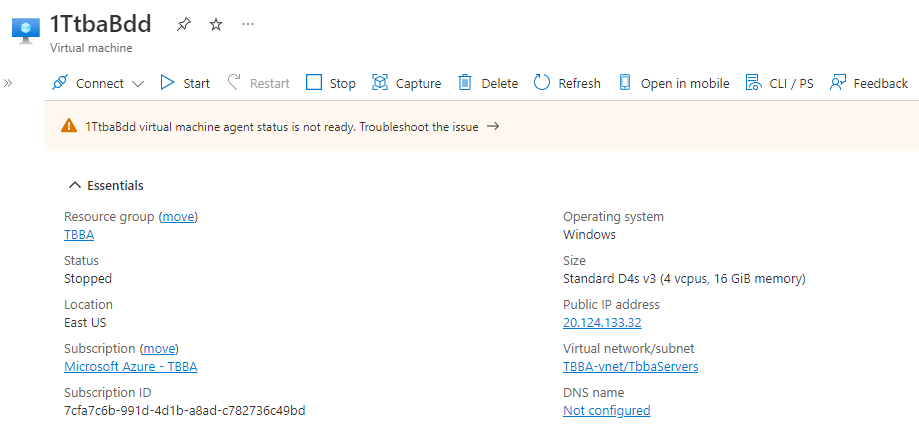 1TtbaBdd
Virtual machine
Connect Start Restart Stop Capture Delete Refresh Open in mobile CLI / PS Feedback
1TtbaBdd virtual machine agent status is not ready. Troubleshoot the issue →
Essentials
Resource group (move)
TBBA
Status
Stopped
Location
East US
Subscription (move)
Microsoft Azure - TBBA
Subscription ID
7cfa7c6b-991d-4d1b-a8ad-c782736c49bd
Operating system
Windows
Size
Standard D4s v3 (4 vcpus, 16 GiB memory)
Public IP address
20.124.133.32
Virtual network/subnet
TBBA-vnet/TbbaServers
DNS name
Not configured